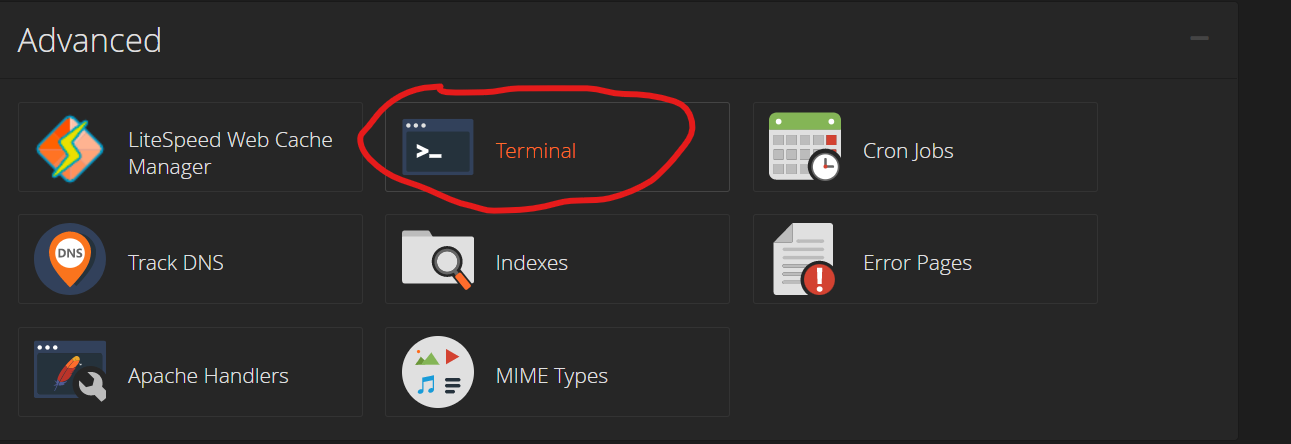 Advanced
LiteSpeed Web Cache
Manager
>_
Terminal
Cron Jobs
DNS
Track DNS
Indexes
!
Error Pages
Apache Handlers
MIME Types